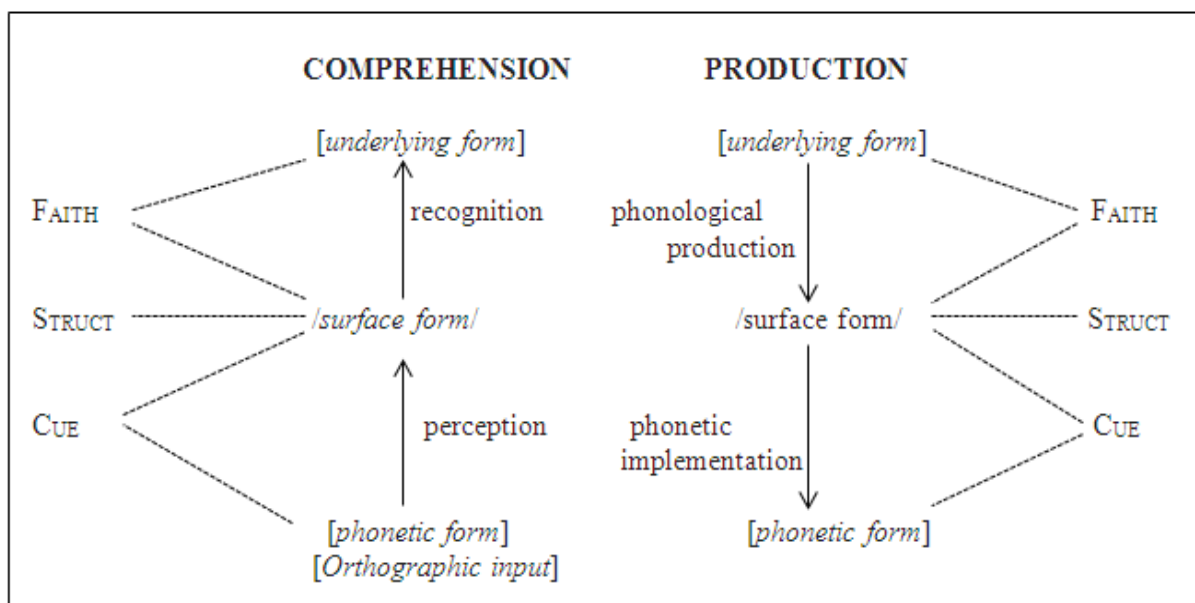 COMPREHENSION PRODUCTION
[underlying form] [underlying form]
FAITH recognition phonological production FAITH
STRUCT /surface form/ /surface form/ STRUCT
CUE perception phonetic implementation CUE
[phonetic form] [phonetic form]
[Orthographic input]